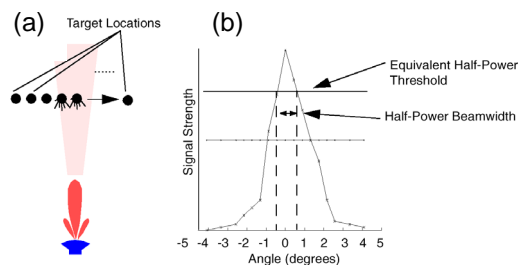 (a)
Target Locations
......
(b)
Equivalent Half-Power
Threshold
Half-Power Beamwidth
Signal Strength
-5 -4 -3 -2 -1 0 1 2 3 4 5
Angle (degrees)